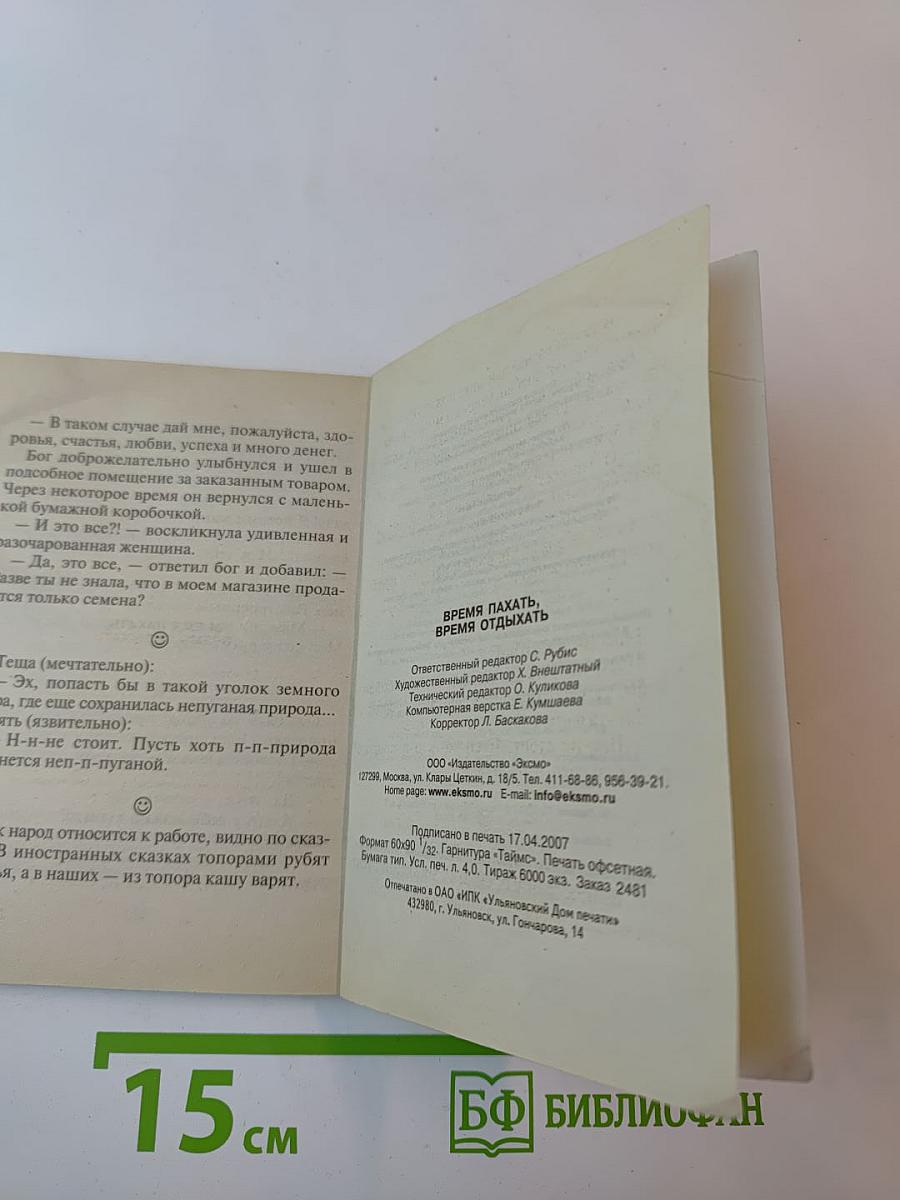 — В таком случае дай мне, пожалуйста, здо-
ровья, счастья, любви, успеха и много денег.
Бог доброжелательно улыбнулся и ушел в
подсобное помещение за заказанным товаром.
Через некоторое время он вернулся с малень-
кой бумажной коробочкой.
— И это все?! — воскликнула удивленная и
разочарованная женщина.
— Да, это все, — ответил бог и добавил: —
азве ты не знала, что в моем магазине прода-
тся только семена?
Теща (мечтательно):
— Эх, попасть бы в такой уголок земного
ра, где еще сохранилась непуганая природа...
ять (язвительно):
Н-н-не стоит. Пусть хоть п-п-природа
нется неп-п-пуганой.
к народ относится к работе, видно по сказ-
В иностранных сказках топорами рубят
ья, а в наших — из топора кашу варят.
ВРЕМЯ ПАХАТЬ,
ВРЕМЯ ОТДЫХАТЬ
Ответственный редактор С. Рубис
Художественный редактор Х. Внештатный
Технический редактор О. Куликова
Компьютерная верстка Е. Кумшаева
Корректор Л. Баскакова
ООО «Издательство «Эксмо»
127299, Москва, ул. Клары Цеткин, д. 18/5. Тел. 411-68-86, 956-39-21.
Home page: www.eksmo.ru E-mail: info@eksmo.ru
Подписано в печать 17.04.2007
Формат 60x90 1/32. Гарнитура «Таймс». Печать офсетная.
Бумага тип. Усл. печ. л. 4,0. Тираж 6000 экз. Заказ 2481
Отпечатано в ОАО «ИПК «Ульяновский Дом печати»
432980, г. Ульяновск, ул. Гончарова, 14
15 см
БФ БИБЛИОФАН